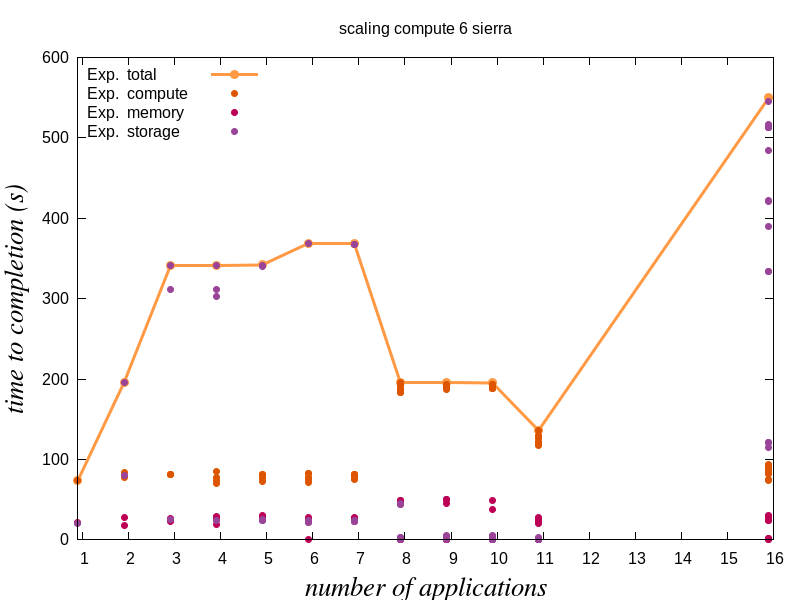 scaling compute 6 sierra
600
500
400
300
200
100
0
time to completion (s)
Exp. total
Exp. compute
Exp. memory
Exp. storage
1 2 3 4 5 6 7 8 9 10 11 12 13 14 15 16
number of applications